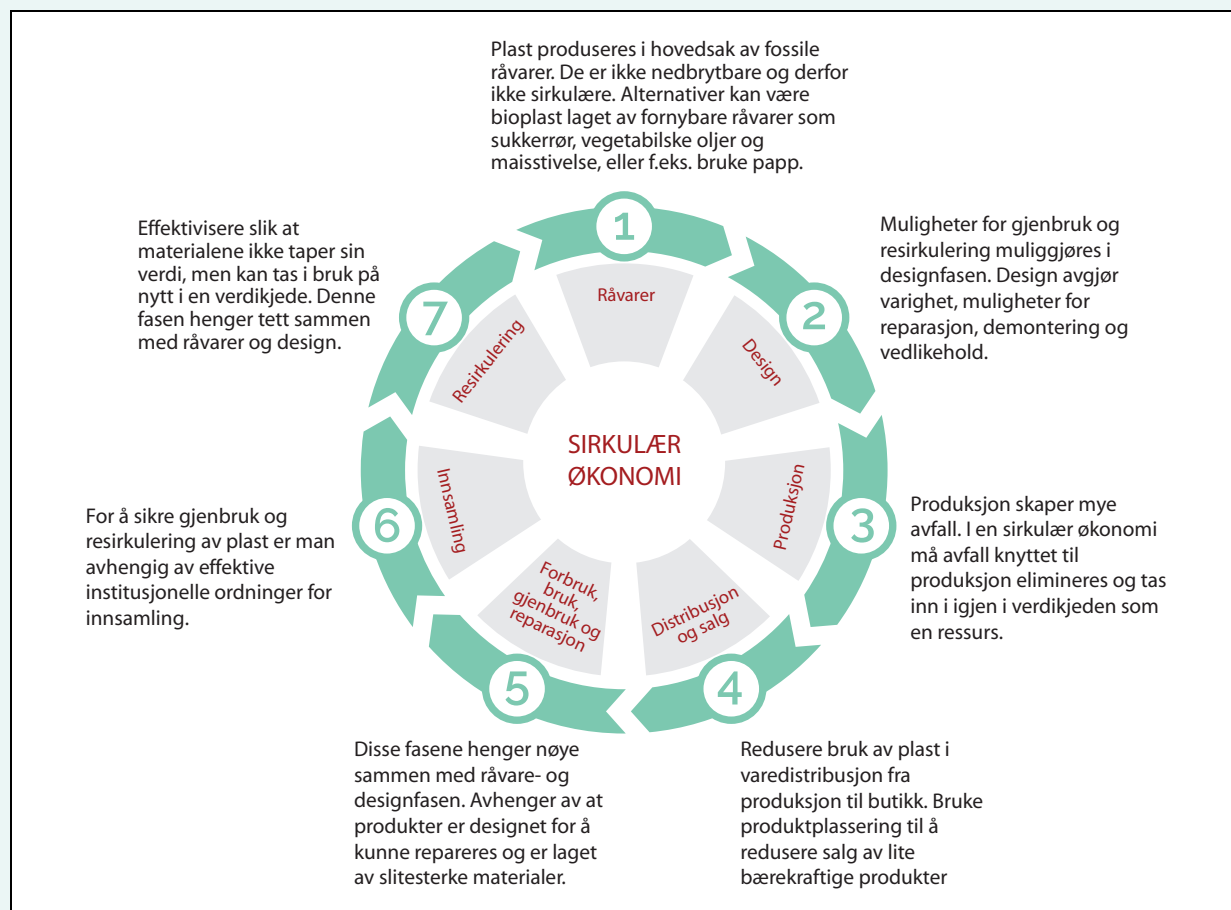 Plast produseres i hovedsak av fossile
råvarer. De er ikke nedbrytbare og derfor
ikke sirkulære. Alternativer kan være
bioplast laget av fornybare råvarer som
sukkerrør, vegetabilske oljer og
maisstivelse, eller f.eks. bruke papp.
1
Råvarer
Muligheter for gjenbruk og
resirkulering muliggjøres i
designfasen. Design avgjør
varighet, muligheter for
reparasjon, demontering og
vedlikehold.
2
Design
Produksjon skaper mye
avfall. I en sirkulær økonomi
må avfall knyttet til
produksjon elimineres og tas
inn i igjen i verdikjeden som
en ressurs.
3
Produksjon
Redusere bruk av plast i
varedistribusjon fra
produksjon til butikk. Bruke
produktplassering til å
redusere salg av lite
bærekraftige produkter
4
Distribusjon
og salg
Disse fasene henger nøye
sammen med råvare- og
designfasen. Avhenger av at
produkter er designet for å
kunne repareres og er laget
av slitesterke materialer.
5
Forbruk,
bruk,
gjenbruk og
reparasjon
For å sikre gjenbruk og
resirkulering av plast er man
avhengig av effektive
institusjonelle ordninger for
innsamling.
6
Innsamling
Effektivisere slik at
materialene ikke taper sin
verdi, men kan tas i bruk på
nytt i en verdikjede. Denne
fasen henger tett sammen
med råvarer og design.
7
Resirkulering
SIRKULÆR
ØKONOMI